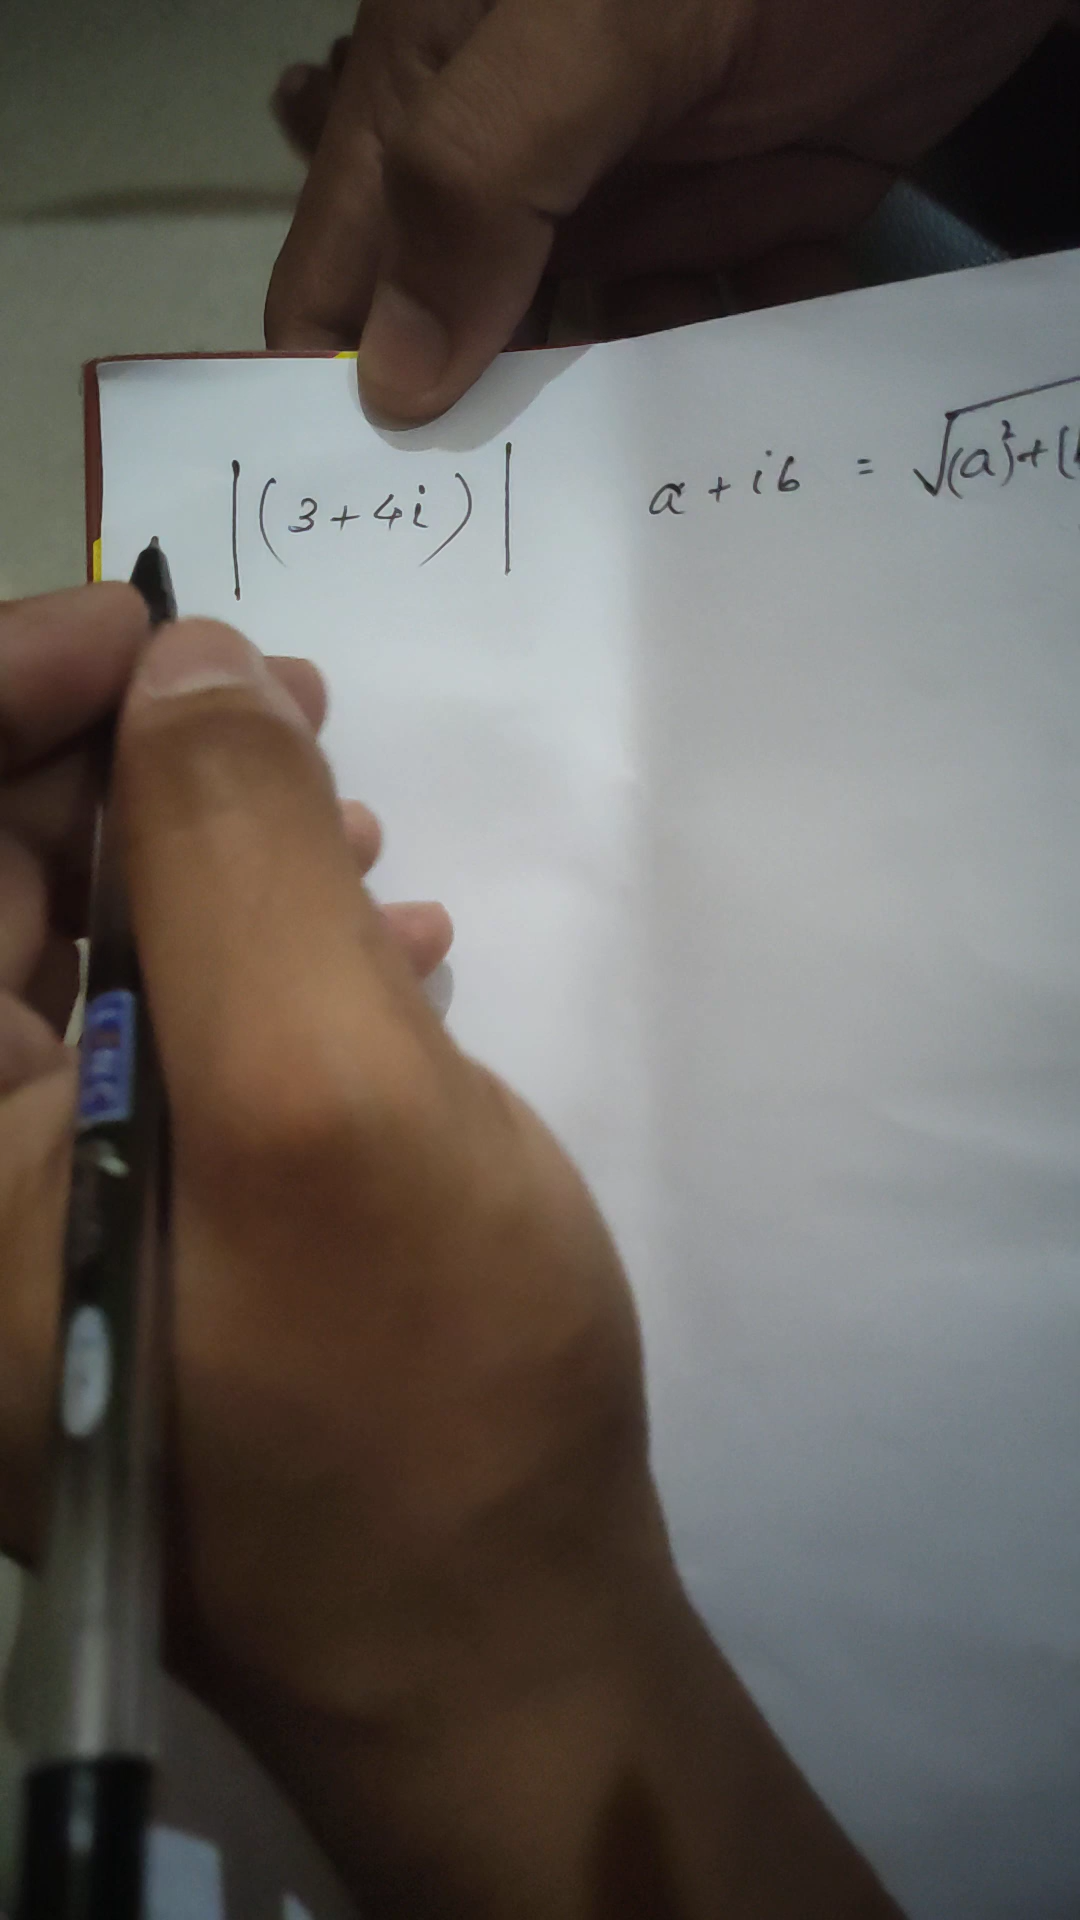 |(3+4i)| a + ib = √(a)²+(